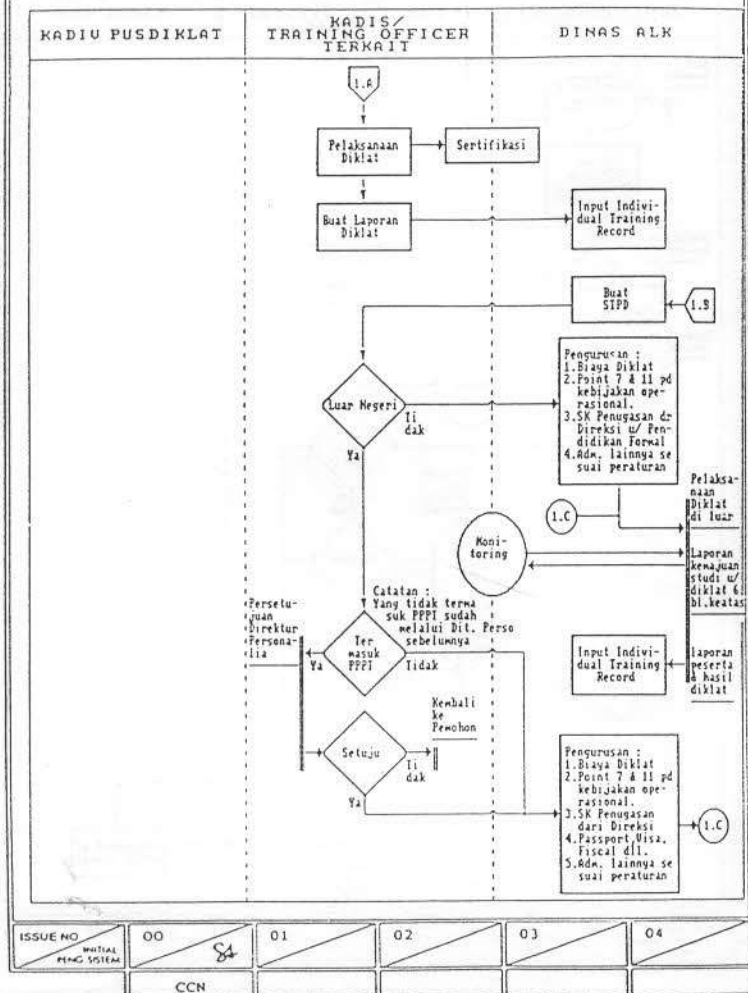 KADIV PUSDIKLAT
KADIS/
TRAINING OFFICER
TERKAIT
DINAS ALK
1.A
Pelaksanaan
Diklat
Sertifikasi
Buat Laporan
Diklat
Input Indivi-
dual Training
Record
Buat
SIPD
1.B
Luar Negeri
Ti
dak
Ya
Pengurusan :
1.Biaya Diklat
2.Point 7 & 11 pd
kebijakan ope-
rasional.
3.SK Penugasan dr
Direksi u/ Pen-
didikan Formal
4.Adm. lainnya se
suai peraturan
1.C
Pelaksa-
naan
Diklat
di luar
Moni-
toring
Laporan
kemajuan
studi u/
diklat 6
bl.keatas
Catatan :
Yang tidak terma
suk PPPI sudah
melalui Dit. Perso
sebelumnya
Persetu-
juan
Direktur
Persona-
lia
Ter
masuk
PPPI
Ya
Tidak
Input Indivi-
dual Training
Record
laporan
peserta
& hasil
diklat
Kembali
ke
Pemohon
Setuju
Ti
dak
Ya
Pengurusan :
1.Biaya Diklat
2.Point 7 & 11 pd
kebijakan ope-
rasional.
3.SK Penugasan
dari Direksi
4.Passport,Visa,
Fiscal dll.
5.Adm. lainnya se
suai peraturan
1.C
ISSUE NO
INITIAL
PENG SISTEM
00
01
02
03
04
CCN